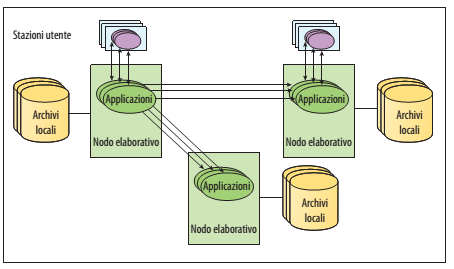 Stazioni utente
Applicazioni
Applicazioni
Archivi
locali
Nodo elaborativo
Nodo elaborativo
Archivi
locali
Applicazioni
Nodo elaborativo
Archivi
locali